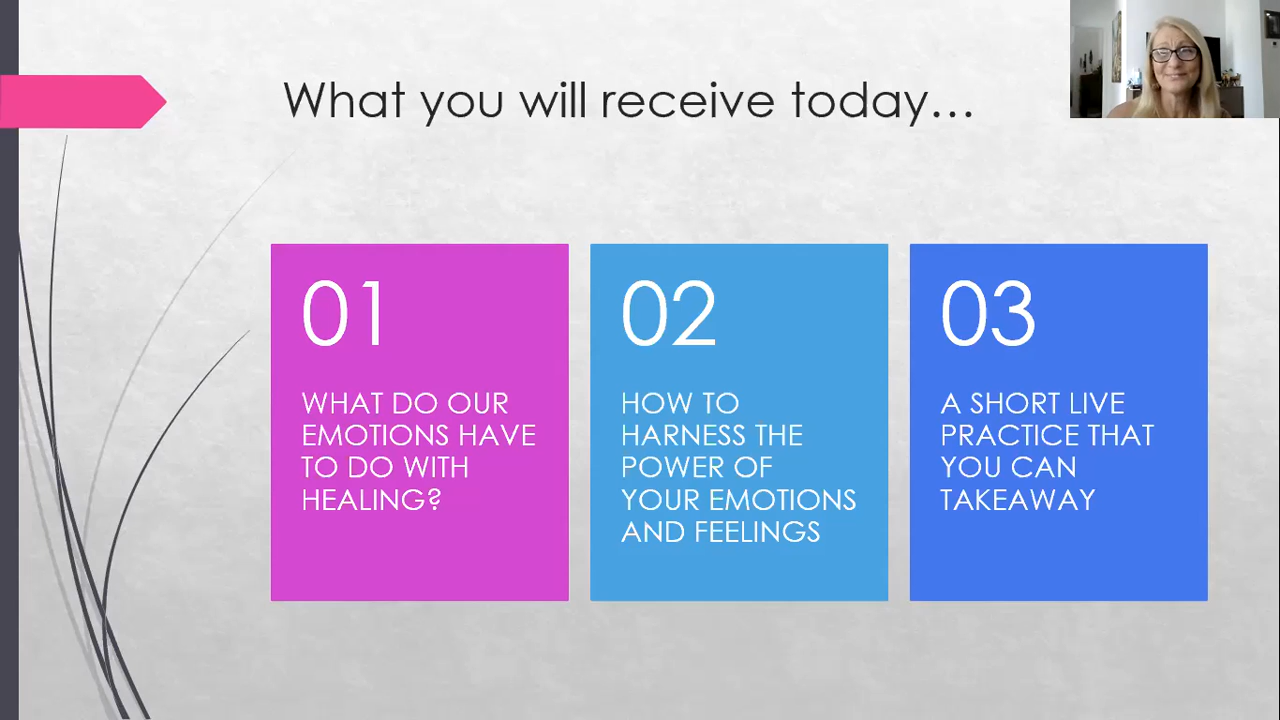 What you will receive today…
01
WHAT DO OUR
EMOTIONS HAVE
TO DO WITH
HEALING?
02
HOW TO
HARNESS THE
POWER OF
YOUR EMOTIONS
AND FEELINGS
03
A SHORT LIVE
PRACTICE THAT
YOU CAN
TAKEAWAY